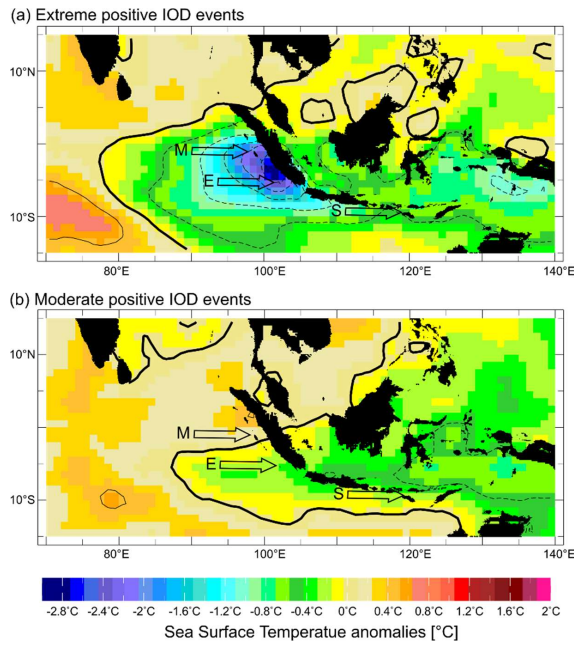 (a) Extreme positive IOD events
10°N
10°S
M
E
S
80°E
100°E
120°E
140°E
(b) Moderate positive IOD events
10°N
10°S
M
E
S
80°E
100°E
120°E
140°E
-2.8°C -2.4°C -2°C -1.6°C -1.2°C -0.8°C -0.4°C 0°C 0.4°C 0.8°C 1.2°C 1.6°C 2°C
Sea Surface Temperatue anomalies [°C]